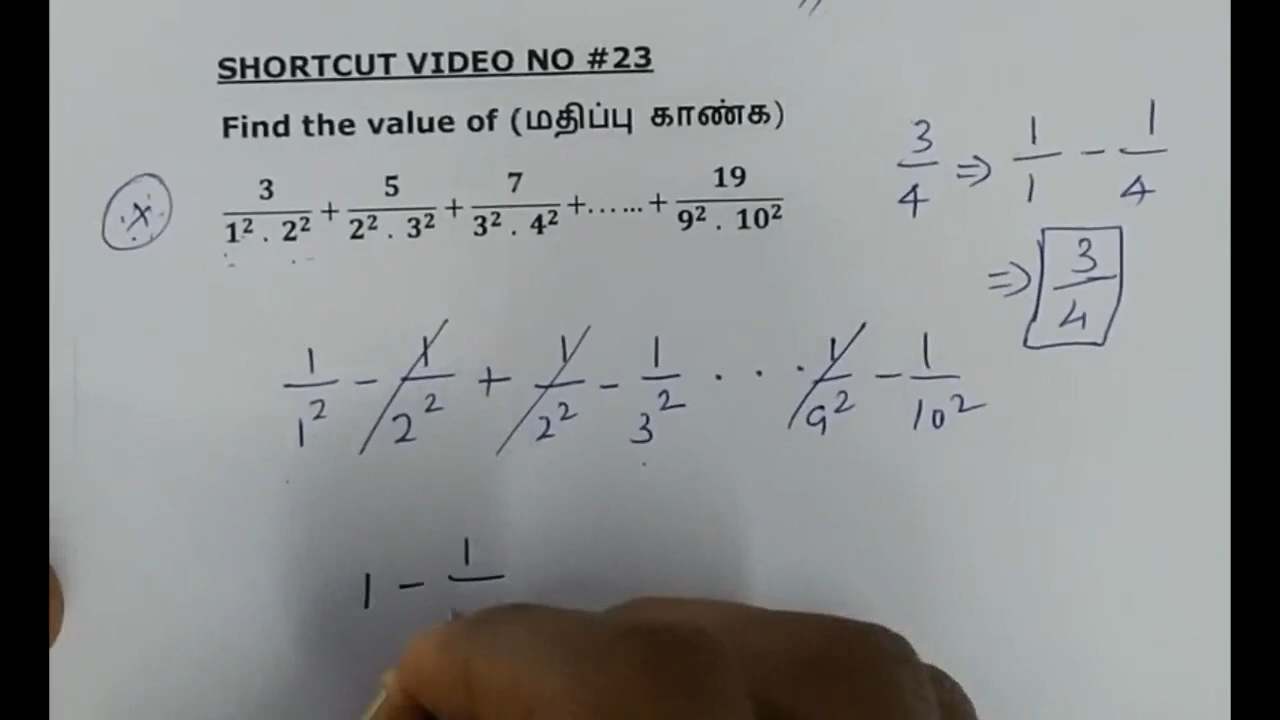 SHORTCUT VIDEO NO #23
Find the value of (மதிப்பு காண்க)
3/(1² . 2²) + 5/(2² . 3²) + 7/(3² . 4²) +......+ 19/(9² . 10²)
3/4 ⇒ 1/1 - 1/4
⇒ 3/4
1/1² - 1/2² + 1/2² - 1/3² . . . 1/9² - 1/10²
1 - 1